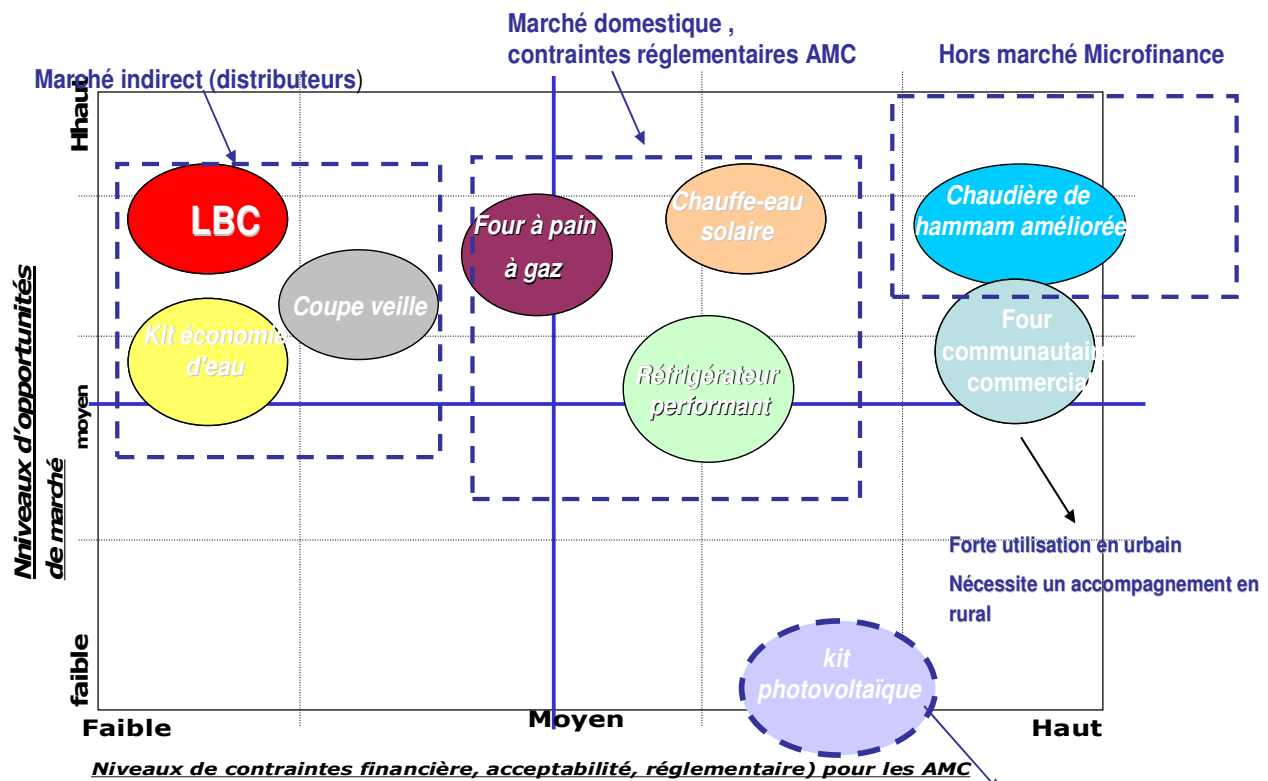 Marché domestique ,
contraintes réglementaires AMC
Hors marché Microfinance
Marché indirect (distributeurs)
Hhaut
LBC
Four à pain
à gaz
Chauffe-eau
solaire
Chaudière de
hammam améliorée
Coupe veille
Kit économie
d'eau
Réfrigérateur
performant
Four
communautaire
commercial
moyen
Nniveaux d'opportunités
de marché
Forte utilisation en urbain
Nécessite un accompagnement en
rural
faible
kit
photovoltaïque
Faible
Moyen
Haut
Niveaux de contraintes financière, acceptabilité, réglementaire) pour les AMC